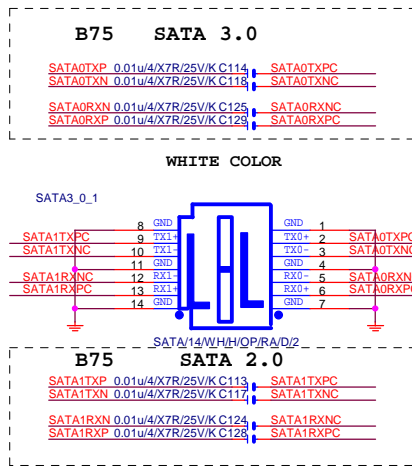 B75 SATA 3.0
SATA0TXP 0.01u/4/X7R/25V/K C114 SATA0TXPC
SATA0TXN 0.01u/4/X7R/25V/K C118 SATA0TXNC
SATA0RXN 0.01u/4/X7R/25V/K C125 SATA0RXNC
SATA0RXP 0.01u/4/X7R/25V/K C129 SATA0RXPC
WHITE COLOR
SATA3_0_1
8 GND GND 1
SATA1TXPC 9 TX1+ TX0+ 2 SATA0TXPC
SATA1TXNC 10 TX1- TX0- 3 SATA0TXNC
11 GND GND 4
SATA1RXNC 12 RX1- RX0- 5 SATA0RXN
SATA1RXPC 13 RX1+ RX0+ 6 SATA0RXPC
14 GND GND 7
SATA/14/WH/H/OP/RA/D/2
B75 SATA 2.0
SATA1TXP 0.01u/4/X7R/25V/K C113 SATA1TXPC
SATA1TXN 0.01u/4/X7R/25V/K C117 SATA1TXNC
SATA1RXN 0.01u/4/X7R/25V/K C124 SATA1RXNC
SATA1RXP 0.01u/4/X7R/25V/K C128 SATA1RXPC